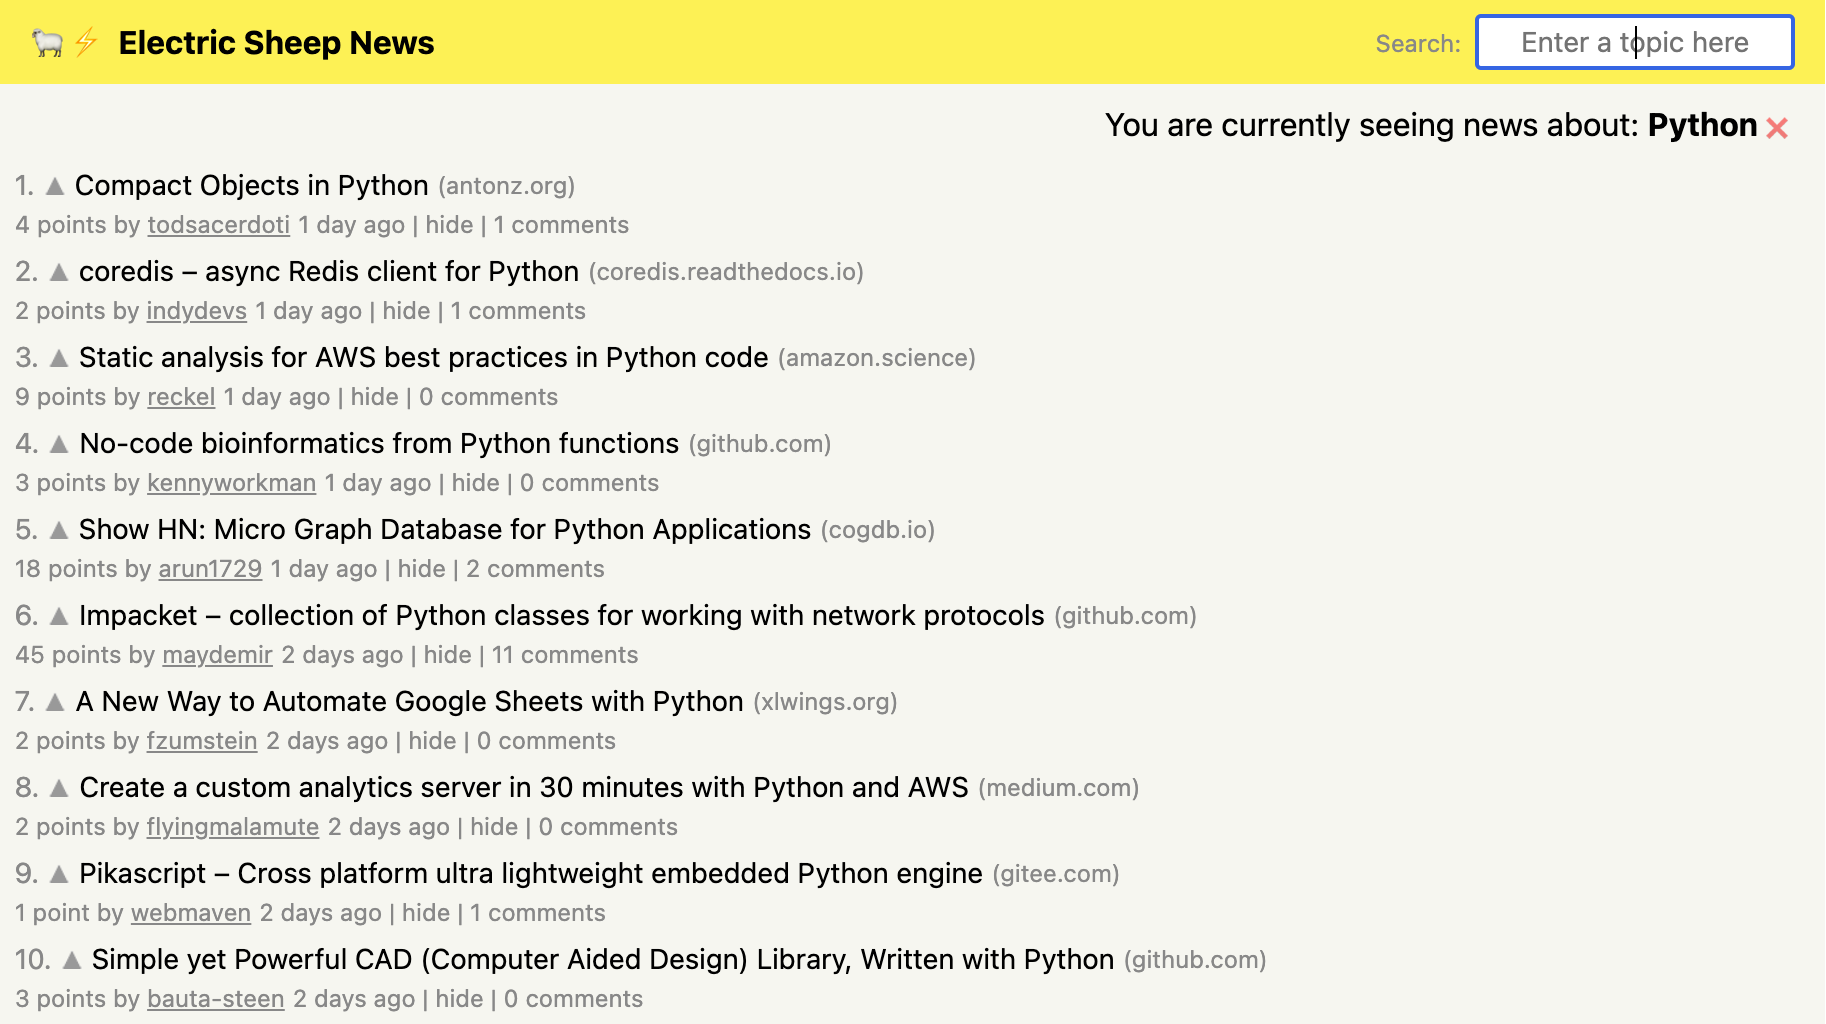 Electric Sheep News
Search: Enter a topic here
You are currently seeing news about: Python
1. ▲ Compact Objects in Python (antonz.org)
4 points by todsacerdoti 1 day ago | hide | 1 comments
2. ▲ coredis – async Redis client for Python (coredis.readthedocs.io)
2 points by indydevs 1 day ago | hide | 1 comments
3. ▲ Static analysis for AWS best practices in Python code (amazon.science)
9 points by reckel 1 day ago | hide | 0 comments
4. ▲ No-code bioinformatics from Python functions (github.com)
3 points by kennyworkman 1 day ago | hide | 0 comments
5. ▲ Show HN: Micro Graph Database for Python Applications (cogdb.io)
18 points by arun1729 1 day ago | hide | 2 comments
6. ▲ Impacket – collection of Python classes for working with network protocols (github.com)
45 points by maydemir 2 days ago | hide | 11 comments
7. ▲ A New Way to Automate Google Sheets with Python (xlwings.org)
2 points by fzumstein 2 days ago | hide | 0 comments
8. ▲ Create a custom analytics server in 30 minutes with Python and AWS (medium.com)
2 points by flyingmalamute 2 days ago | hide | 0 comments
9. ▲ Pikascript – Cross platform ultra lightweight embedded Python engine (gitee.com)
1 point by webmaven 2 days ago | hide | 1 comments
10. ▲ Simple yet Powerful CAD (Computer Aided Design) Library, Written with Python (github.com)
3 points by bauta-steen 2 days ago | hide | 0 comments